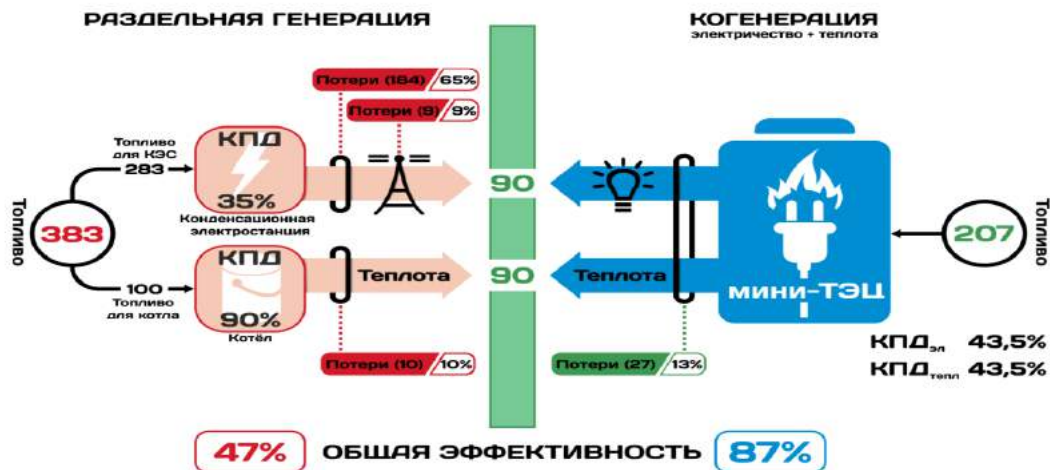 РАЗДЕЛЬНАЯ ГЕНЕРАЦИЯ
КОГЕНЕРАЦИЯ
электричество + теплота
Потери (184) 65%
Потери (9) 9%
Топливо
для КЭС
283
КПД
35%
Конденсационная
электростанция
90
Топливо
383
100
Топливо
для котла
КПД
90%
Котёл
Теплота
90
Теплота
мини-ТЭЦ
207
Топливо
Потери (10) 10%
Потери (27) 13%
КПДэл 43,5%
КПДтепл 43,5%
47% ОБЩАЯ ЭФФЕКТИВНОСТЬ 87%